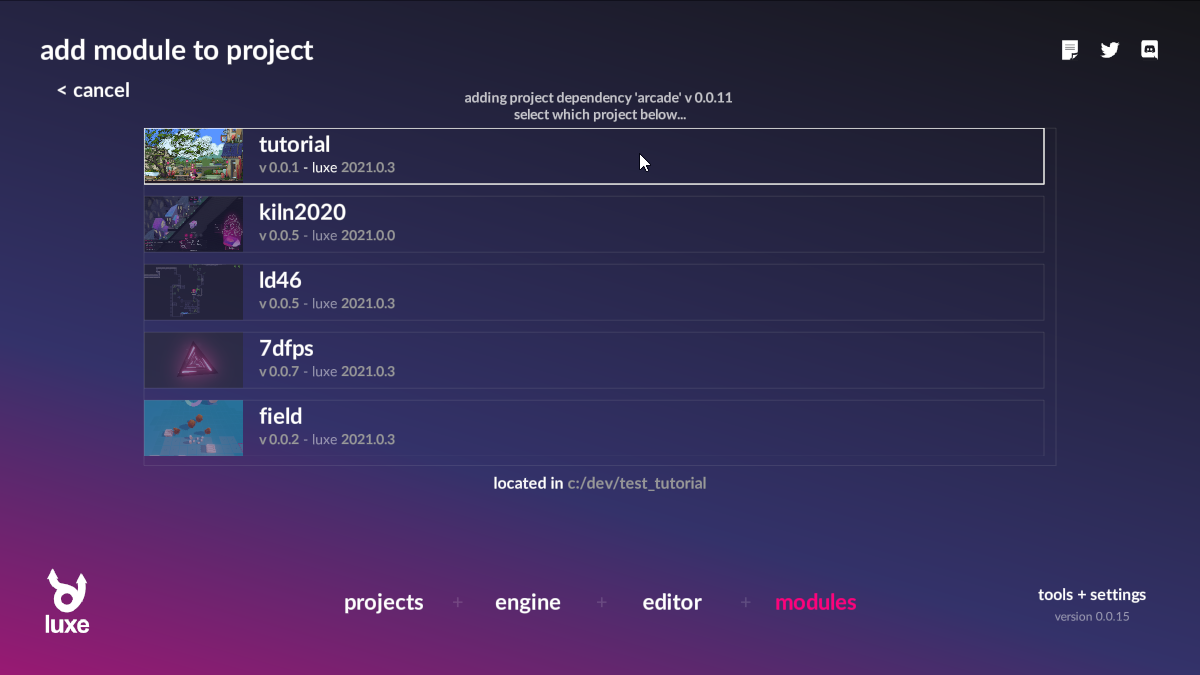 add module to project
< cancel
adding project dependency 'arcade' v 0.0.11
select which project below...
tutorial
v 0.0.1 - luxe 2021.0.3
kiln2020
v 0.0.5 - luxe 2021.0.0
ld46
v 0.0.5 - luxe 2021.0.3
7dfps
v 0.0.7 - luxe 2021.0.3
field
v 0.0.2 - luxe 2021.0.3
located in c:/dev/test_tutorial
luxe
projects + engine + editor + modules
tools + settings
version 0.0.15